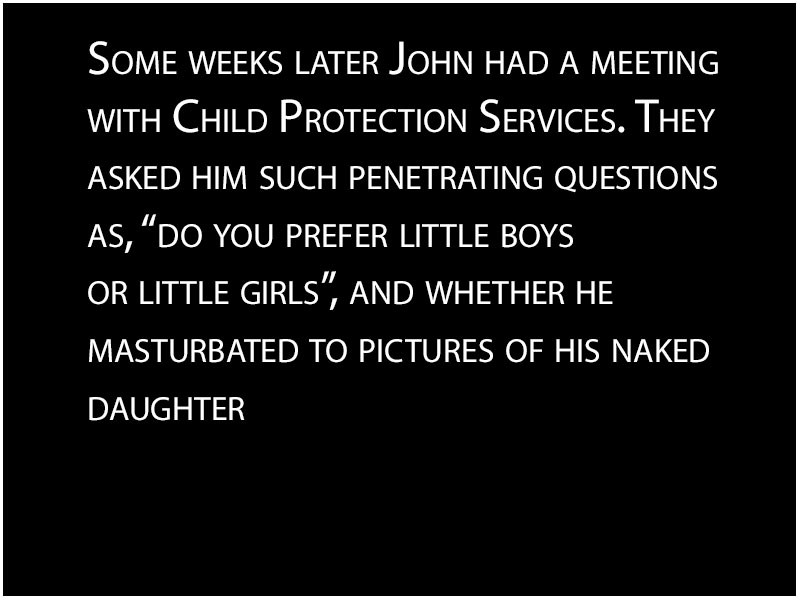 Some weeks later John had a meeting
with Child Protection Services. They
asked him such penetrating questions
as, “do you prefer little boys
or little girls”, and whether he
masturbated to pictures of his naked
daughter